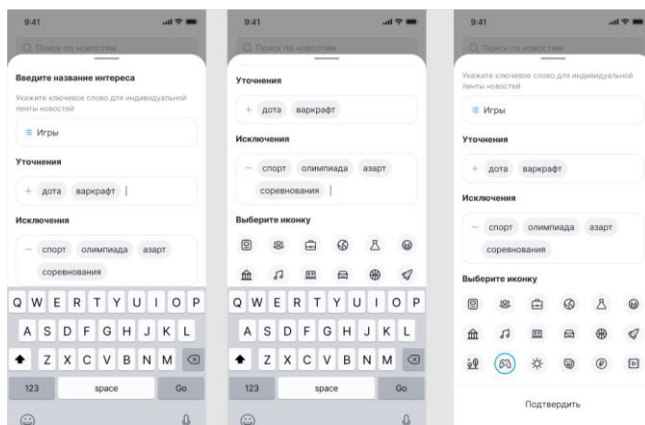 9:41
Поиск по новостям
Введите название интереса
Укажите ключевое слово для индивидуальной
ленты новостей
Игры
Уточнения
+ дота варкрафт
Исключения
− спорт олимпиада азарт
соревнования
Q W E R T Y U I O P
A S D F G H J K L
Z X C V B N M
123 space Go
9:41
Поиск по новостям
Уточнения
+ дота варкрафт
Исключения
− спорт олимпиада азарт
соревнования
Выберите иконку
Q W E R T Y U I O P
A S D F G H J K L
Z X C V B N M
123 space Go
9:41
Поиск по новостям
Укажите ключевое слово для индивидуальной
ленты новостей
Игры
Уточнения
+ дота варкрафт
Исключения
− спорт олимпиада азарт
соревнования
Выберите иконку
Подтвердить